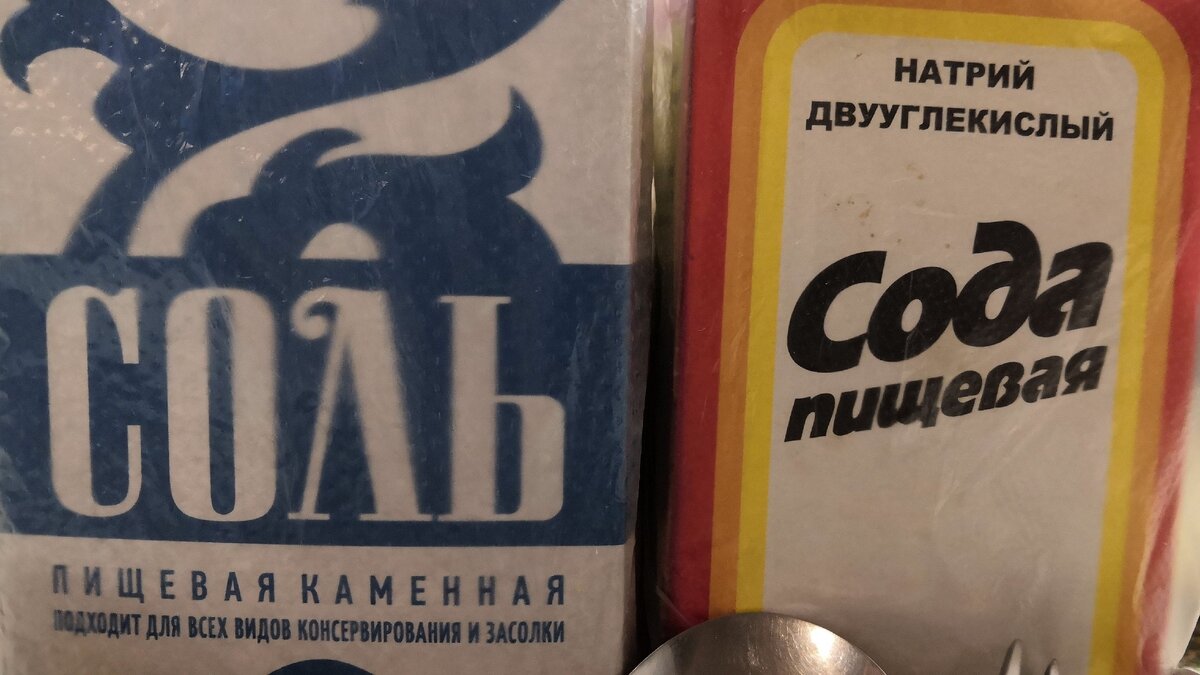 СОЛЬ
ПИЩЕВАЯ КАМЕННАЯ
ПОДХОДИТ ДЛЯ ВСЕХ ВИДОВ КОНСЕРВИРОВАНИЯ И ЗАСОЛКИ
НАТРИЙ
ДВУУГЛЕКИСЛЫЙ
Сода
пищевая